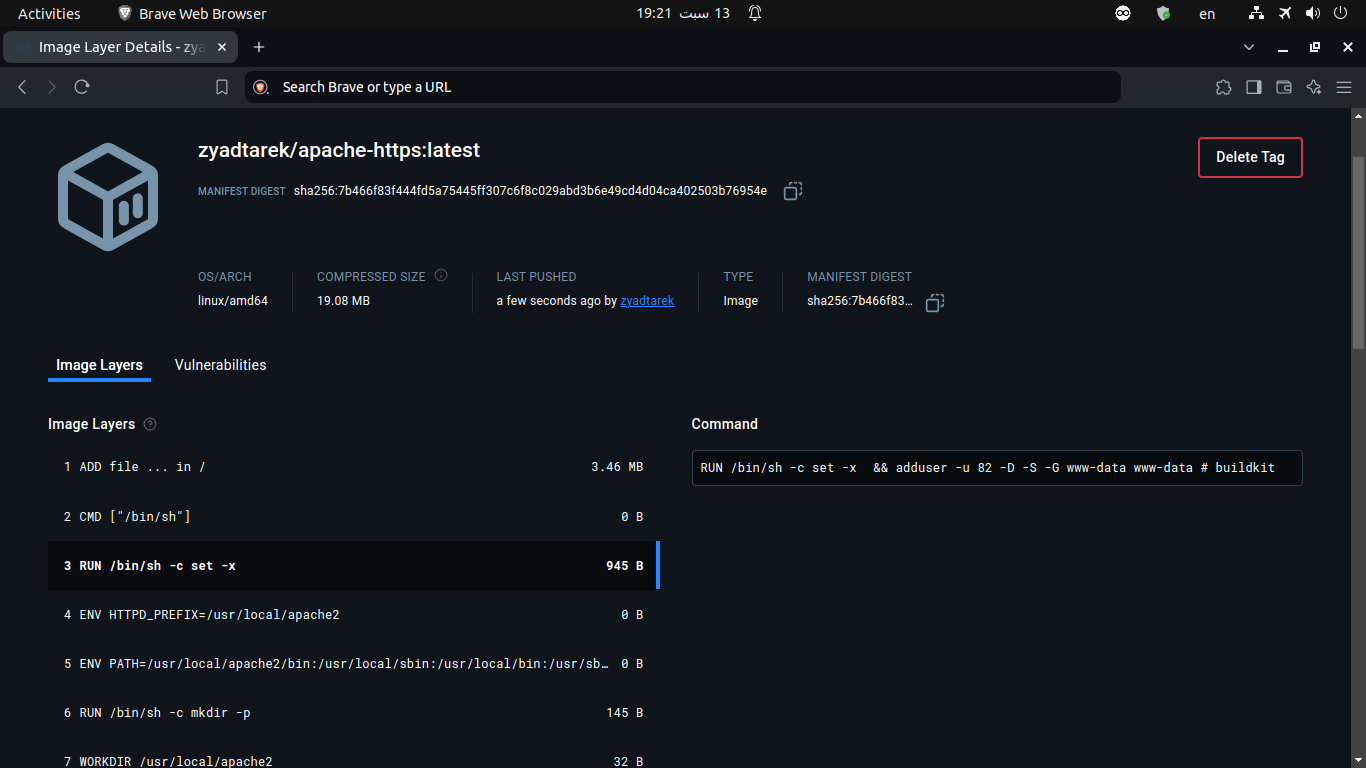 Activities Brave Web Browser 19:21 13 سبت en
Image Layer Details - zya
Search Brave or type a URL
zyadtarek/apache-https:latest
Delete Tag
MANIFEST DIGEST sha256:7b466f83f444fd5a75445ff307c6f8c029abd3b6e49cd4d04ca402503b76954e
OS/ARCH COMPRESSED SIZE LAST PUSHED TYPE MANIFEST DIGEST
linux/amd64 19.08 MB a few seconds ago by zyadtarek Image sha256:7b466f83...
Image Layers Vulnerabilities
Image Layers Command
1 ADD file ... in / 3.46 MB
RUN /bin/sh -c set -x && adduser -u 82 -D -S -G www-data www-data # buildkit
2 CMD ["/bin/sh"] 0 B
3 RUN /bin/sh -c set -x 945 B
4 ENV HTTPD_PREFIX=/usr/local/apache2 0 B
5 ENV PATH=/usr/local/apache2/bin:/usr/local/sbin:/usr/local/bin:/usr/sb… 0 B
6 RUN /bin/sh -c mkdir -p 145 B
7 WORKDIR /usr/local/apache2 32 B